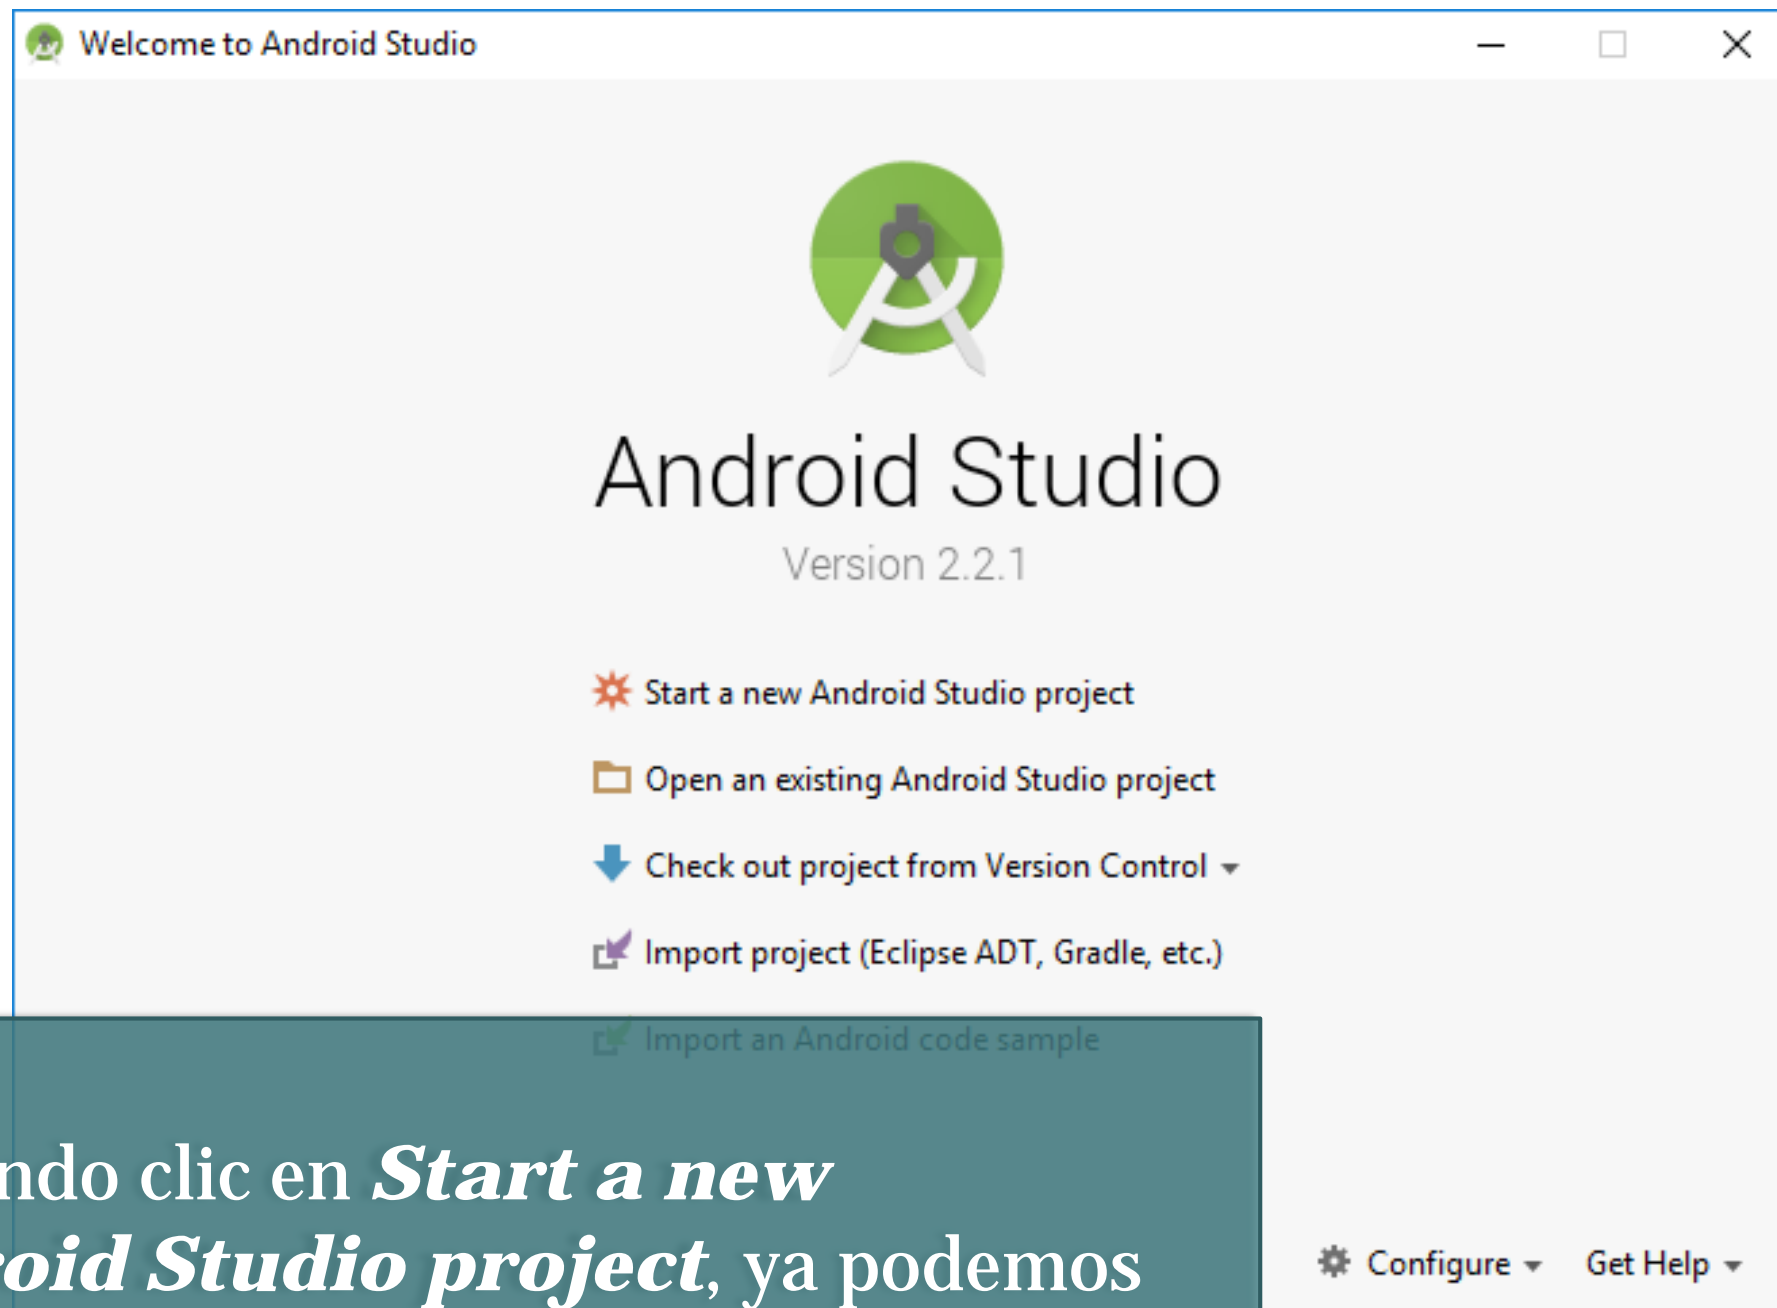 Welcome to Android Studio
Android Studio
Version 2.2.1
Start a new Android Studio project
Open an existing Android Studio project
Check out project from Version Control
Import project (Eclipse ADT, Gradle, etc.)
Import an Android code sample
ndo clic en Start a new
oid Studio project, ya podemos
Configure
Get Help